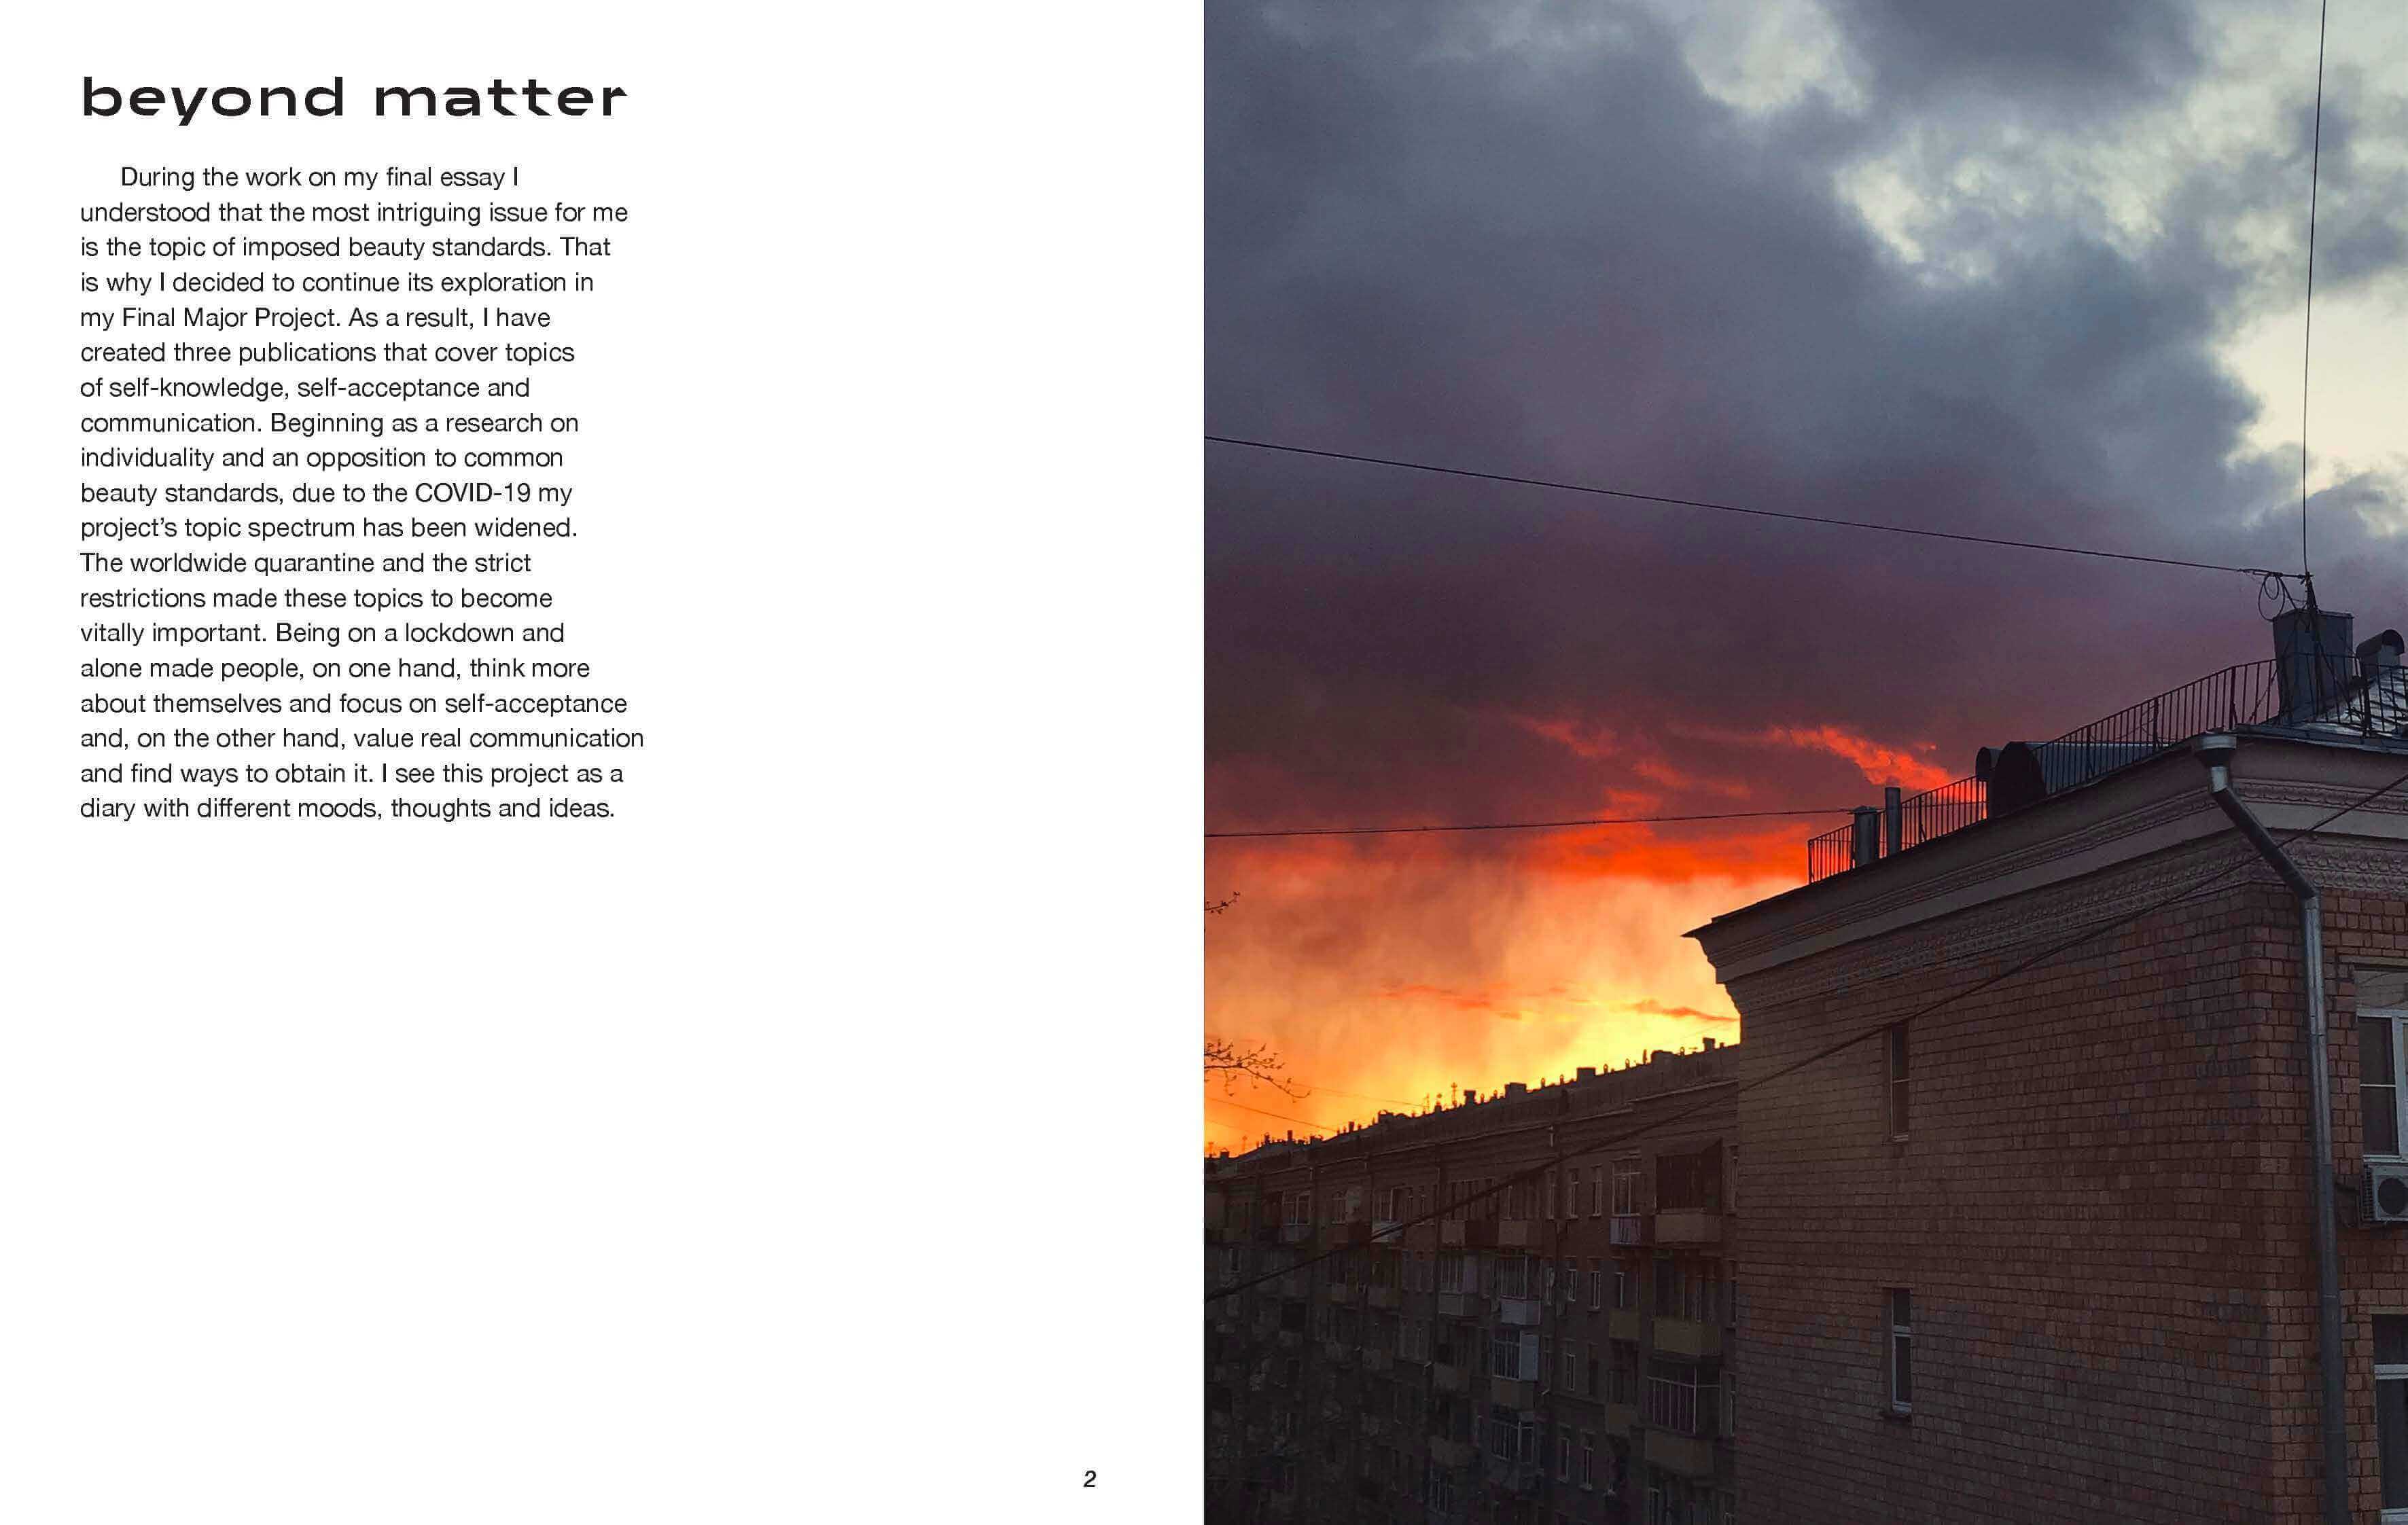 beyond matter
During the work on my final essay I
understood that the most intriguing issue for me
is the topic of imposed beauty standards. That
is why I decided to continue its exploration in
my Final Major Project. As a result, I have
created three publications that cover topics
of self-knowledge, self-acceptance and
communication. Beginning as a research on
individuality and an opposition to common
beauty standards, due to the COVID-19 my
project’s topic spectrum has been widened.
The worldwide quarantine and the strict
restrictions made these topics to become
vitally important. Being on a lockdown and
alone made people, on one hand, think more
about themselves and focus on self-acceptance
and, on the other hand, value real communication
and find ways to obtain it. I see this project as a
diary with different moods, thoughts and ideas.
2